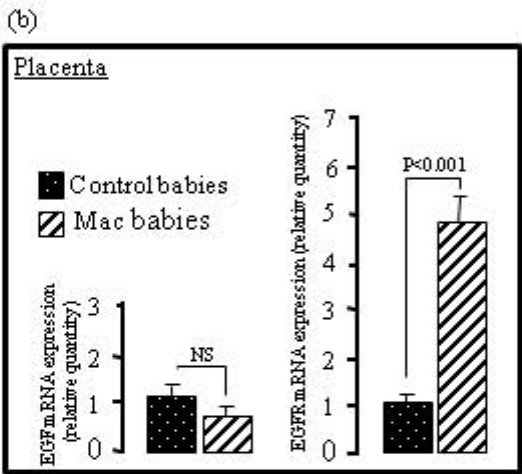 (b)
Placenta
Control babies
Mac babies
EGF mRNA expression
(relative quantity)
3
2
1
0
NS
EGFR mRNA expression (relative quantity)
7
6
5
4
3
2
1
0
P<0.001